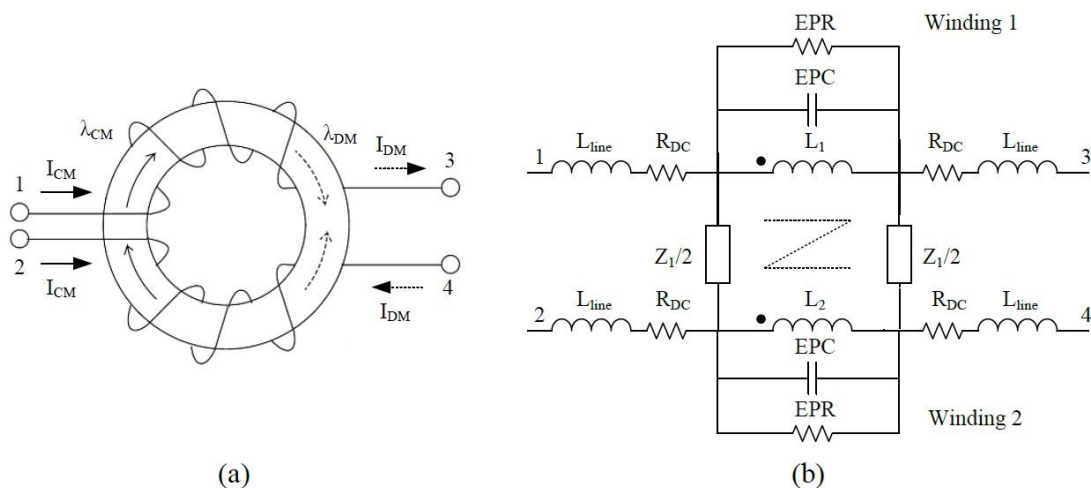 λCM
λDM
IDM
3
1
ICM
2
ICM
4
IDM
(a)
EPR
Winding 1
EPC
1
Lline
RDC
L1
RDC
Lline
3
Z1/2
Z1/2
2
Lline
RDC
L2
RDC
Lline
4
EPC
EPR
Winding 2
(b)